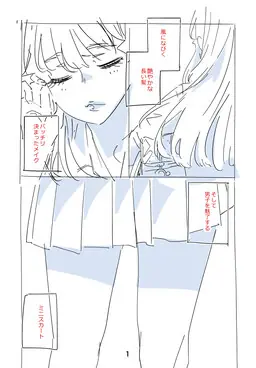 風になびく
艶やかな
長い髪
バッチリ
決まったメイク
そして
男子を魅了する
ミニスカート
1